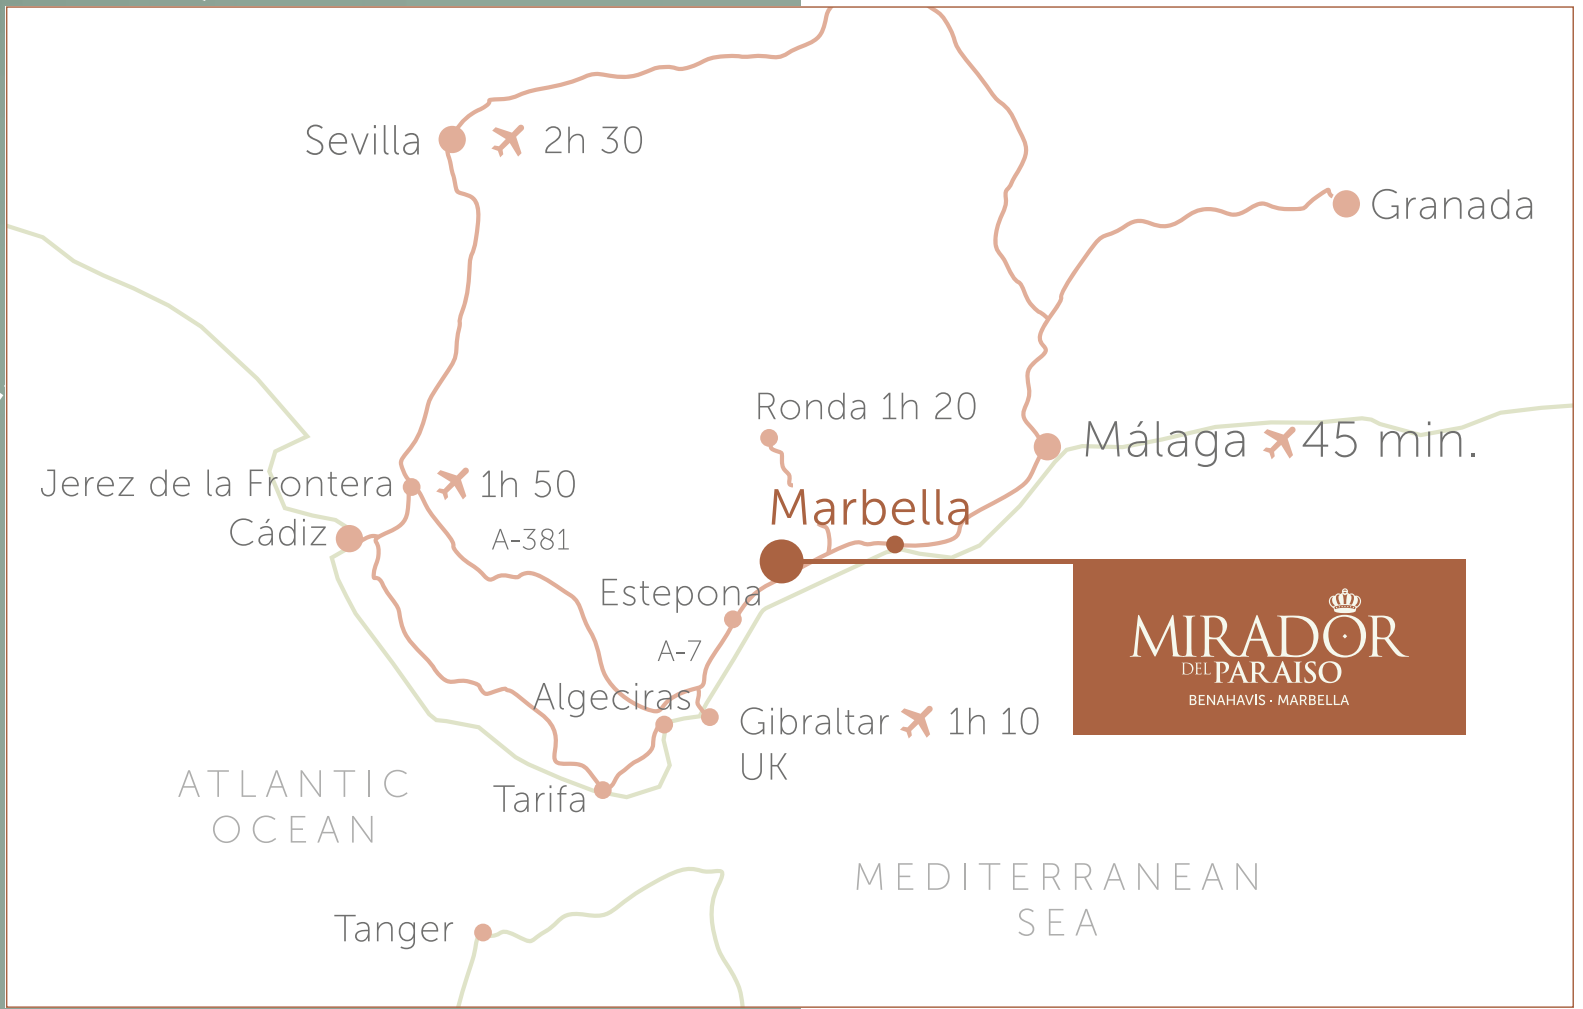 Sevilla 2h 30
Granada
Ronda 1h 20
Málaga 45 min.
Jerez de la Frontera 1h 50
Marbella
Cádiz
A-381
Estepona
A-7
MIRADOR
DEL PARAISO
BENAHAVÍS · MARBELLA
Algeciras
Gibraltar 1h 10
UK
Tarifa
ATLANTIC
OCEAN
MEDITERRANEAN
SEA
Tanger